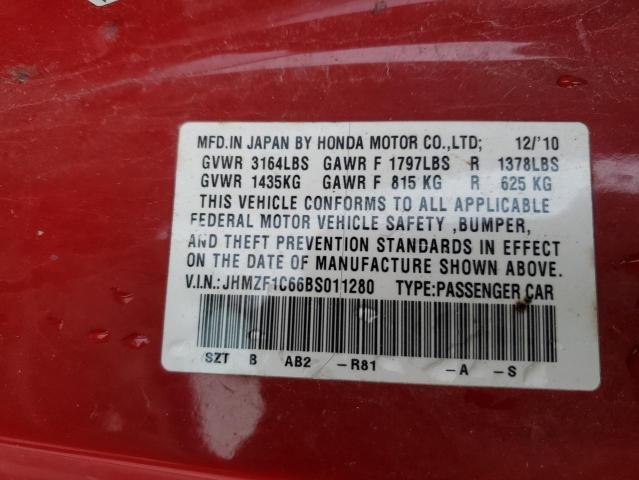 MFD.IN JAPAN BY HONDA MOTOR CO.,LTD; 12/'10
GVWR 3164LBS GAWR F 1797LBS R 1378LBS
GVWR 1435KG GAWR F 815 KG R 625 KG
THIS VEHICLE CONFORMS TO ALL APPLICABLE
FEDERAL MOTOR VEHICLE SAFETY ,BUMPER,
AND THEFT PREVENTION STANDARDS IN EFFECT
ON THE DATE OF MANUFACTURE SHOWN ABOVE.
V.I.N.:JHMZF1C66BS011280 TYPE:PASSENGER CAR
SZT B AB2 -R81 -A -S